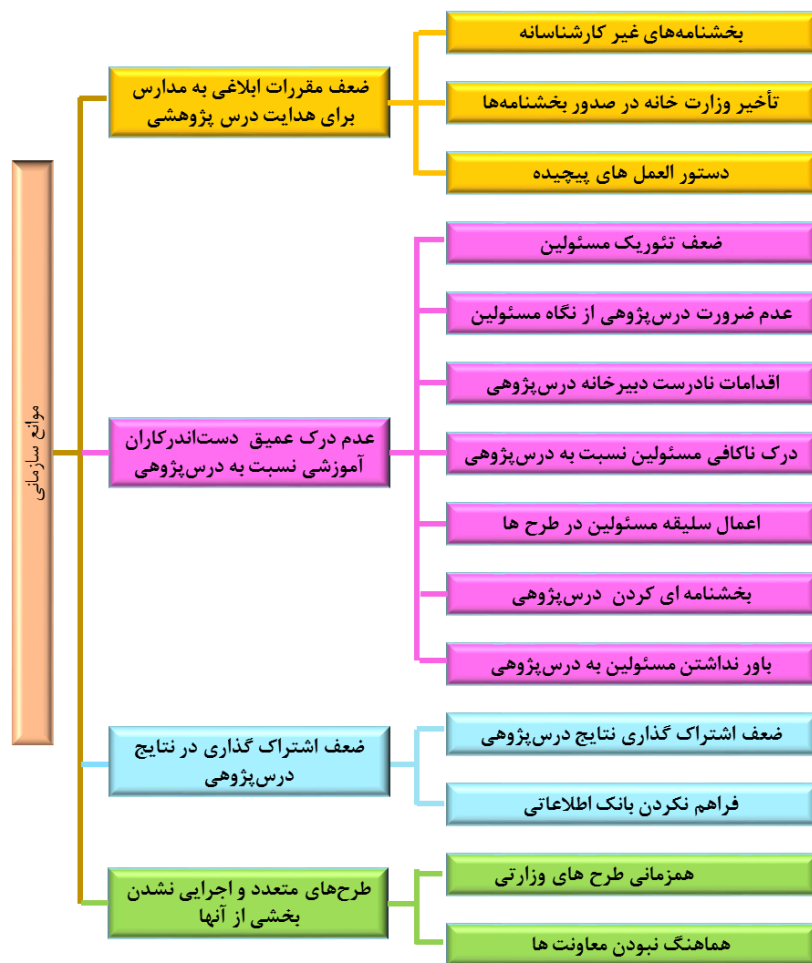 موانع سازمانی
ضعف مقررات ابلاغی به مدارس
برای هدایت درس پژوهشی
بخشنامه‌های غیر کارشناسانه
تأخیر وزارت خانه در صدور بخشنامه‌ها
دستور العمل های پیچیده
عدم درک عمیق دست‌اندرکاران
آموزشی نسبت به درس‌پژوهی
ضعف تئوریک مسئولین
عدم ضرورت درس‌پژوهی از نگاه مسئولین
اقدامات نادرست دبیرخانه درس‌پژوهی
درک ناکافی مسئولین نسبت به درس‌پژوهی
اعمال سلیقه مسئولین در طرح ها
بخشنامه ای کردن درس‌پژوهی
باور نداشتن مسئولین به درس‌پژوهی
ضعف اشتراک گذاری در نتایج
درس‌پژوهی
ضعف اشتراک گذاری نتایج درس‌پژوهی
فراهم نکردن بانک اطلاعاتی
طرح‌های متعدد و اجرایی نشدن
بخشی از آنها
همزمانی طرح های وزارتی
هماهنگ نبودن معاونت ها